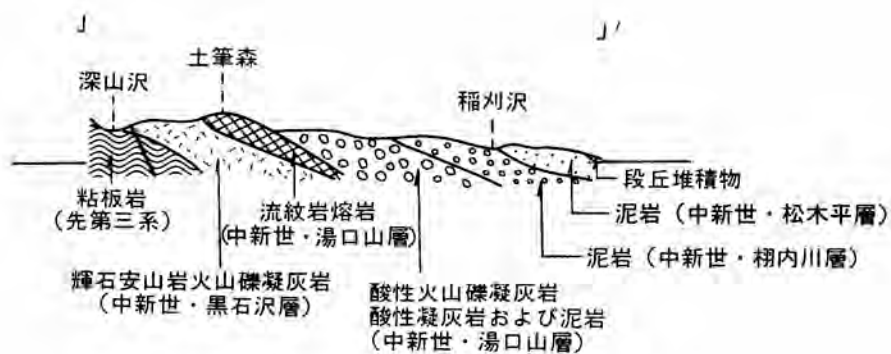 」
」′
土筆森
深山沢
稲刈沢
粘板岩
(先第三系)
流紋岩熔岩
(中新世・湯口山層)
段丘堆積物
泥岩(中新世・松木平層)
泥岩(中新世・栩内川層)
輝石安山岩火山礫凝灰岩
(中新世・黒石沢層)
酸性火山礫凝灰岩
酸性凝灰岩および泥岩
(中新世・湯口山層)